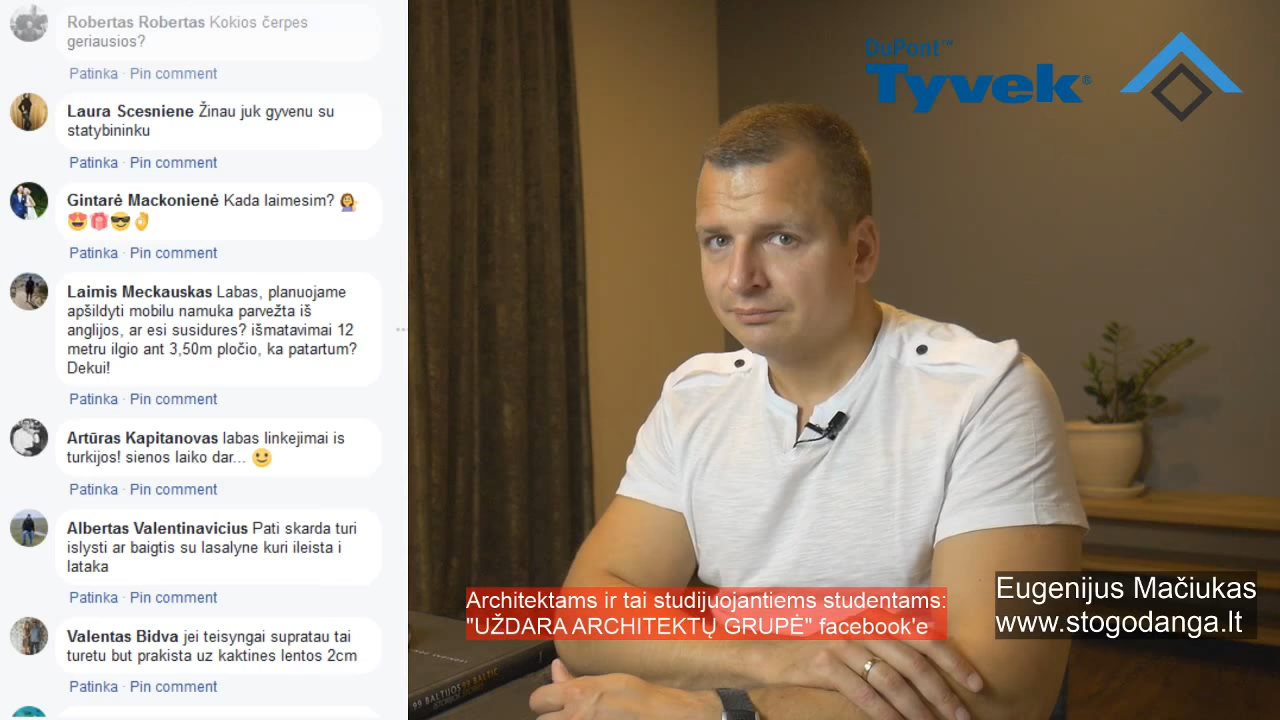 Robertas Robertas Kokios čerpes
geriausios?
Patinka · Pin comment
Laura Scesniene Žinau juk gyvenu su
statybininku
Patinka · Pin comment
Gintarė Mackonienė Kada laimesim? 💁‍♀️
😍🎁😎👌
Patinka · Pin comment
Laimis Meckauskas Labas, planuojame
apšildyti mobilu namuka parvežta iš
anglijos, ar esi susidures? išmatavimai 12
metru ilgio ant 3,50m pločio, ka patartum?
Dekui!
Patinka · Pin comment
Artūras Kapitanovas labas linkejimai is
turkijos! sienos laiko dar... 🙂
Patinka · Pin comment
Albertas Valentinavicius Pati skarda turi
islysti ar baigtis su lasalyne kuri ileista i
lataka
Patinka · Pin comment
Valentas Bidva jei teisyngai supratau tai
turetu but prakista uz kaktines lentos 2cm
Patinka · Pin comment
DuPont™
Tyvek®
Architektams ir tai studijuojantiems studentams:
"UŽDARA ARCHITEKTŲ GRUPĖ" facebook'e
Eugenijus Mačiukas
www.stogodanga.lt
99 BALTIJOS 99 BALTIC